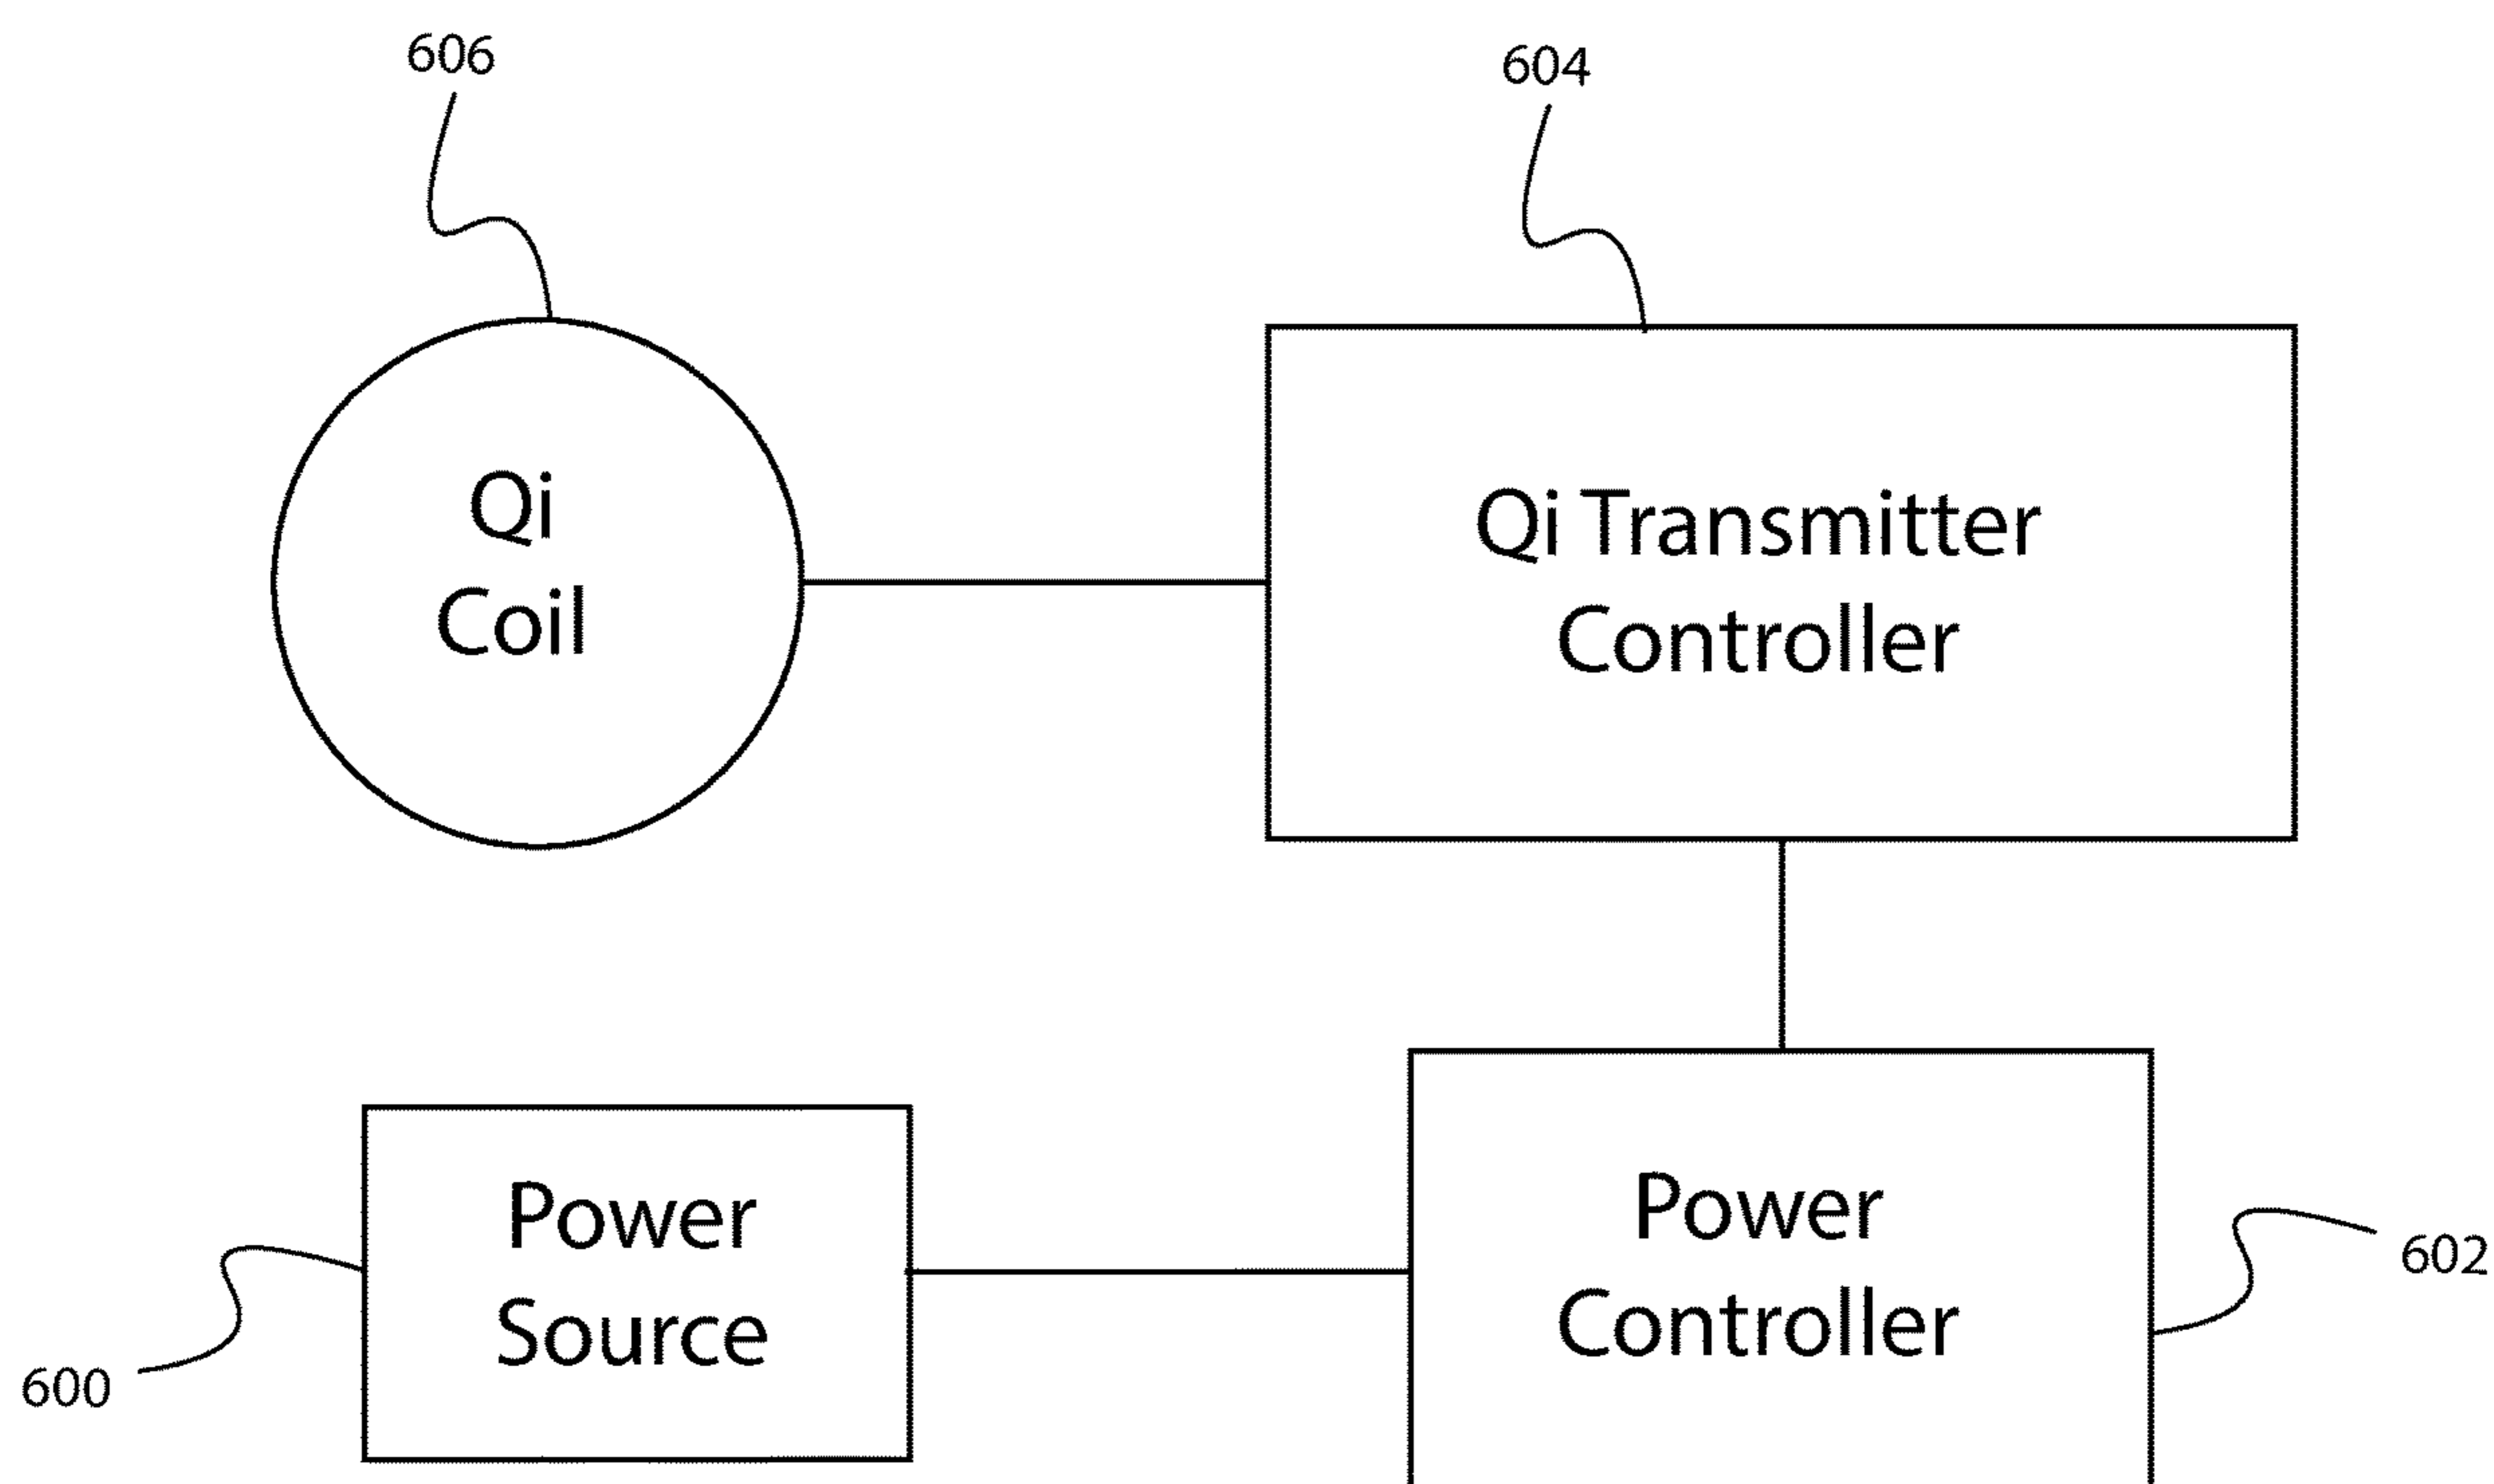 606
604
Qi
Coil
Qi Transmitter
Controller
Power
Source
Power
Controller
602
600